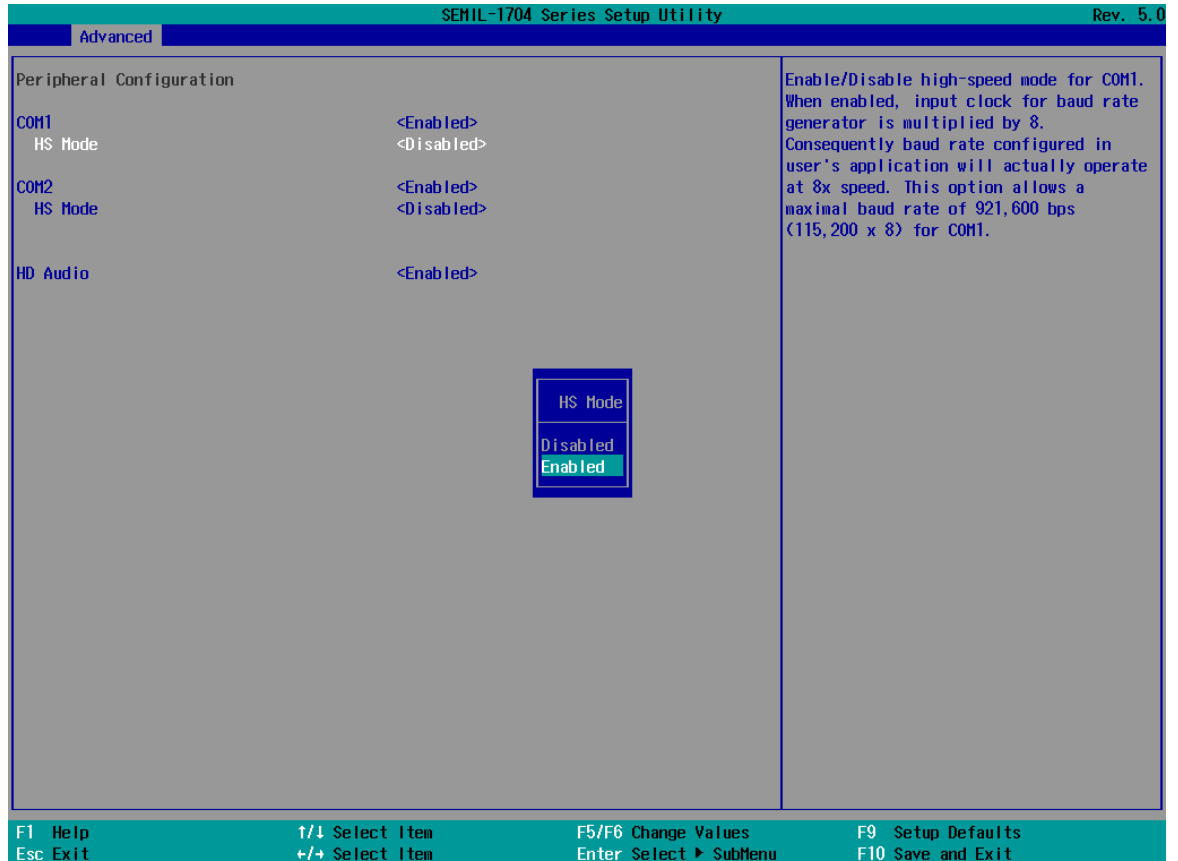 SEMIL-1704 Series Setup Utility Rev. 5.0
Advanced
Peripheral Configuration
COM1 <Enabled>
HS Mode <Disabled>
COM2 <Enabled>
HS Mode <Disabled>
HD Audio <Enabled>
Enable/Disable high-speed mode for COM1.
When enabled, input clock for baud rate
generator is multiplied by 8.
Consequently baud rate configured in
user's application will actually operate
at 8x speed. This option allows a
maximal baud rate of 921,600 bps
(115,200 x 8) for COM1.
HS Mode
Disabled
Enabled
F1 Help ↑/↓ Select Item F5/F6 Change Values F9 Setup Defaults
Esc Exit ←/→ Select Item Enter Select ▶ SubMenu F10 Save and Exit